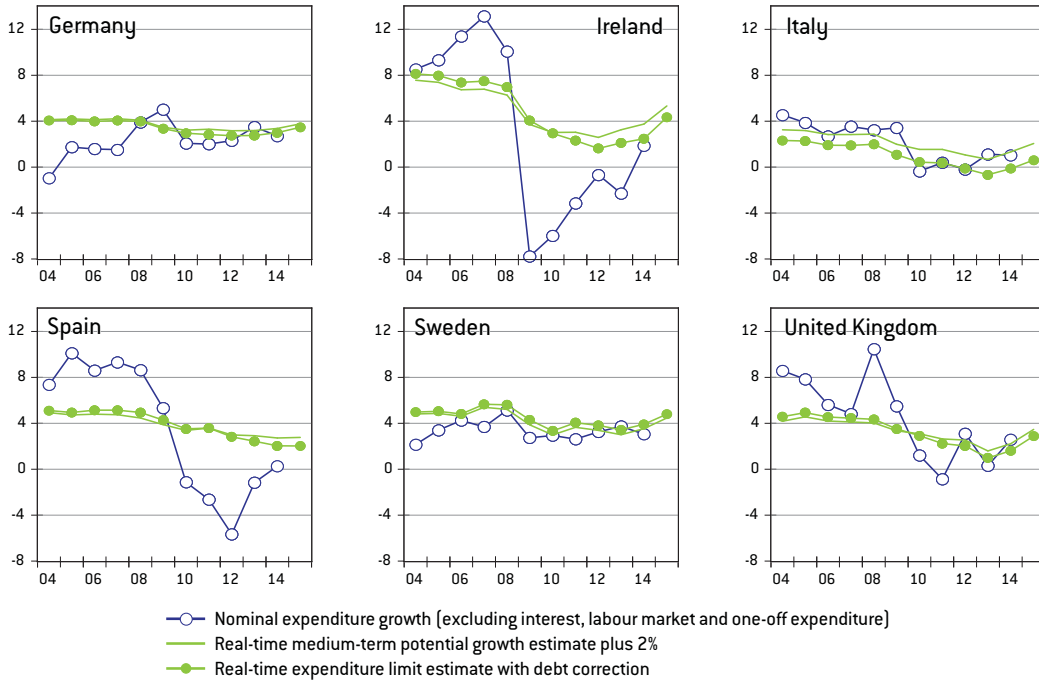 Germany
Ireland
Italy
12
8
4
0
-4
-8
04 06 08 10 12 14
12
8
4
0
-4
-8
04 06 08 10 12 14
12
8
4
0
-4
-8
04 06 08 10 12 14
Spain
Sweden
United Kingdom
12
8
4
0
-4
-8
04 06 08 10 12 14
12
8
4
0
-4
-8
04 06 08 10 12 14
12
8
4
0
-4
-8
04 06 08 10 12 14
Nominal expenditure growth (excluding interest, labour market and one-off expenditure)
Real-time medium-term potential growth estimate plus 2%
Real-time expenditure limit estimate with debt correction